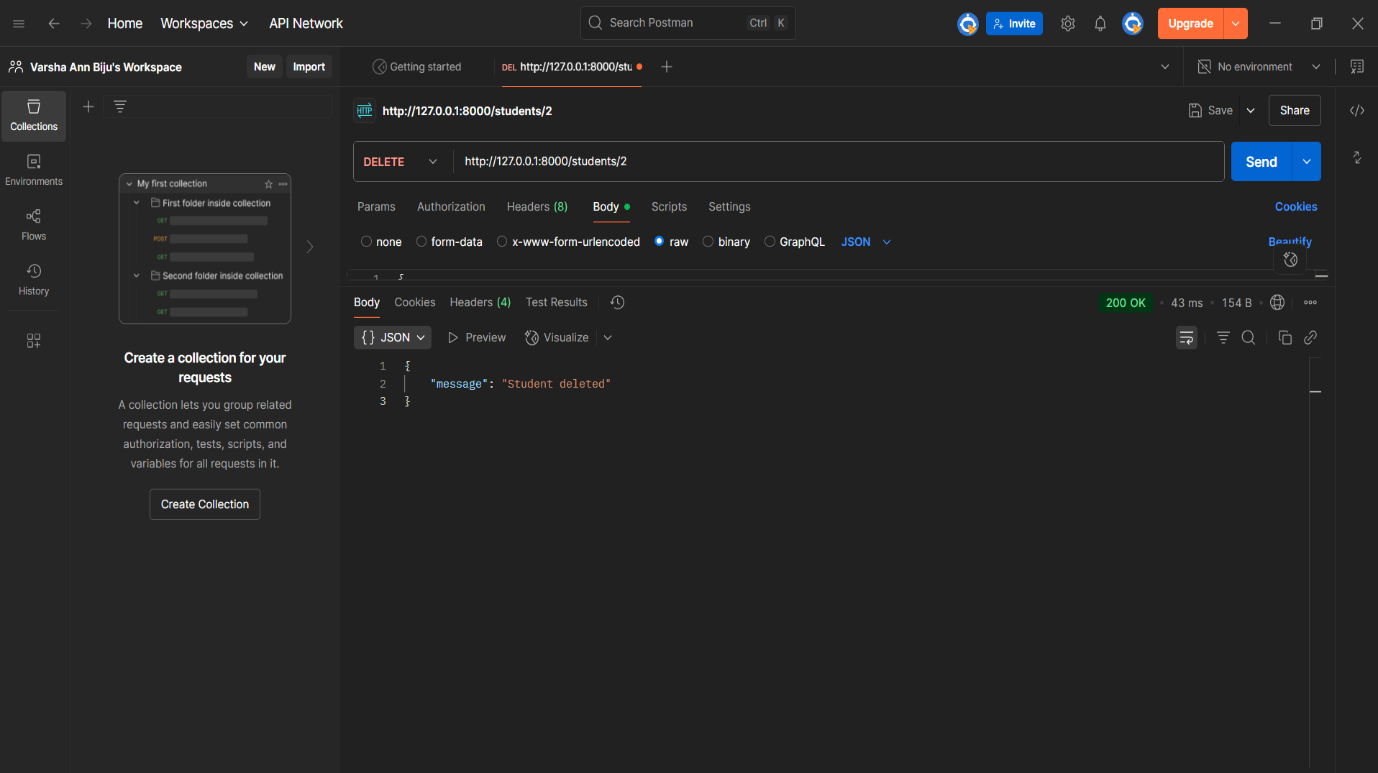 Home Workspaces API Network Search Postman Ctrl K Invite Upgrade
Varsha Ann Biju's Workspace New Import Getting started DEL http://127.0.0.1:8000/stu No environment
Collections
Environments
Flows
History
My first collection
First folder inside collection
GET
POST
GET
Second folder inside collection
GET
GET
Create a collection for your
requests
A collection lets you group related
requests and easily set common
authorization, tests, scripts, and
variables for all requests in it.
Create Collection
HTTP http://127.0.0.1:8000/students/2 Save Share
DELETE http://127.0.0.1:8000/students/2 Send
Params Authorization Headers (8) Body Scripts Settings Cookies
none form-data x-www-form-urlencoded raw binary GraphQL JSON Beautify
1 {
Body Cookies Headers (4) Test Results 200 OK 43 ms 154 B
{} JSON Preview Visualize
1 {
2 "message": "Student deleted"
3 }